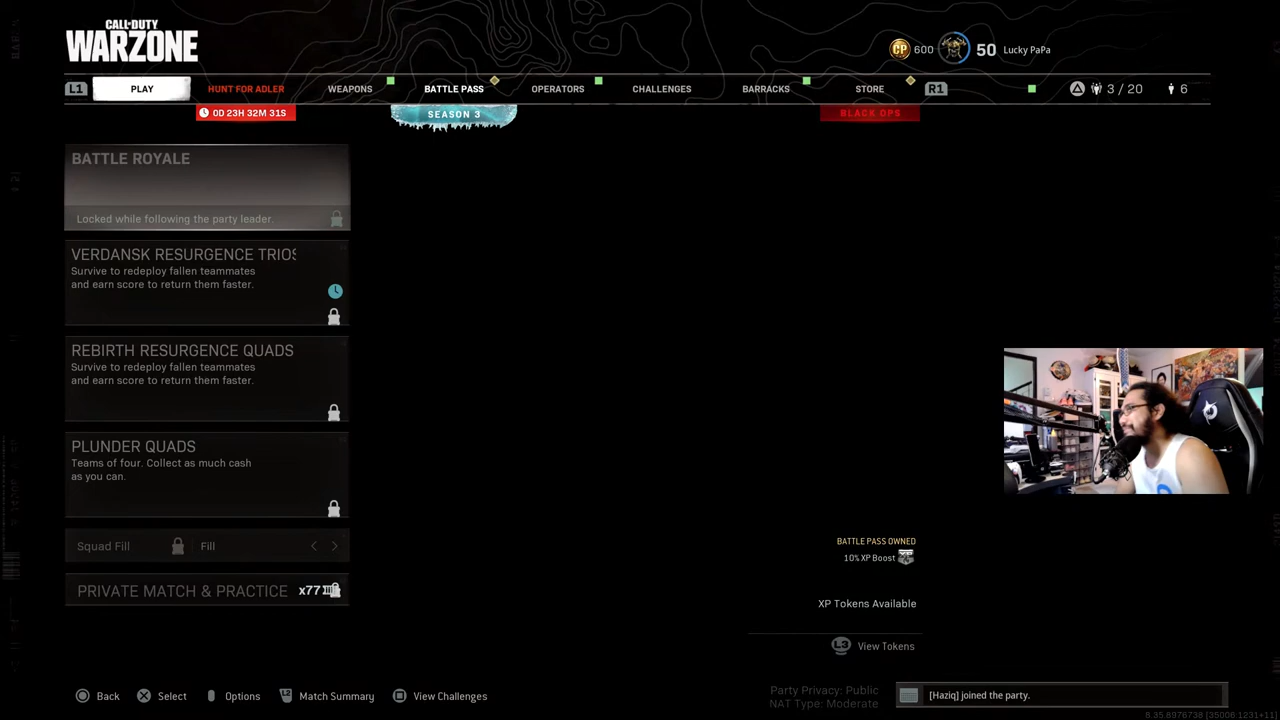 CALL OF DUTY
WARZONE
600
50
Lucky PaPa
L1
PLAY
HUNT FOR ADLER
WEAPONS
BATTLE PASS
OPERATORS
CHALLENGES
BARRACKS
STORE
R1
3 / 20
6
0D 23H 32M 31S
SEASON 3
BLACK OPS
BATTLE ROYALE
Locked while following the party leader.
VERDANSK RESURGENCE TRIOS
Survive to redeploy fallen teammates
and earn score to return them faster.
REBIRTH RESURGENCE QUADS
Survive to redeploy fallen teammates
and earn score to return them faster.
PLUNDER QUADS
Teams of four. Collect as much cash
as you can.
Squad Fill
Fill
PRIVATE MATCH & PRACTICE
BATTLE PASS OWNED
10% XP Boost
XP Tokens Available
L3 View Tokens
Back
Select
Options
Match Summary
View Challenges
Party Privacy: Public
NAT Type: Moderate
[Haziq] joined the party.